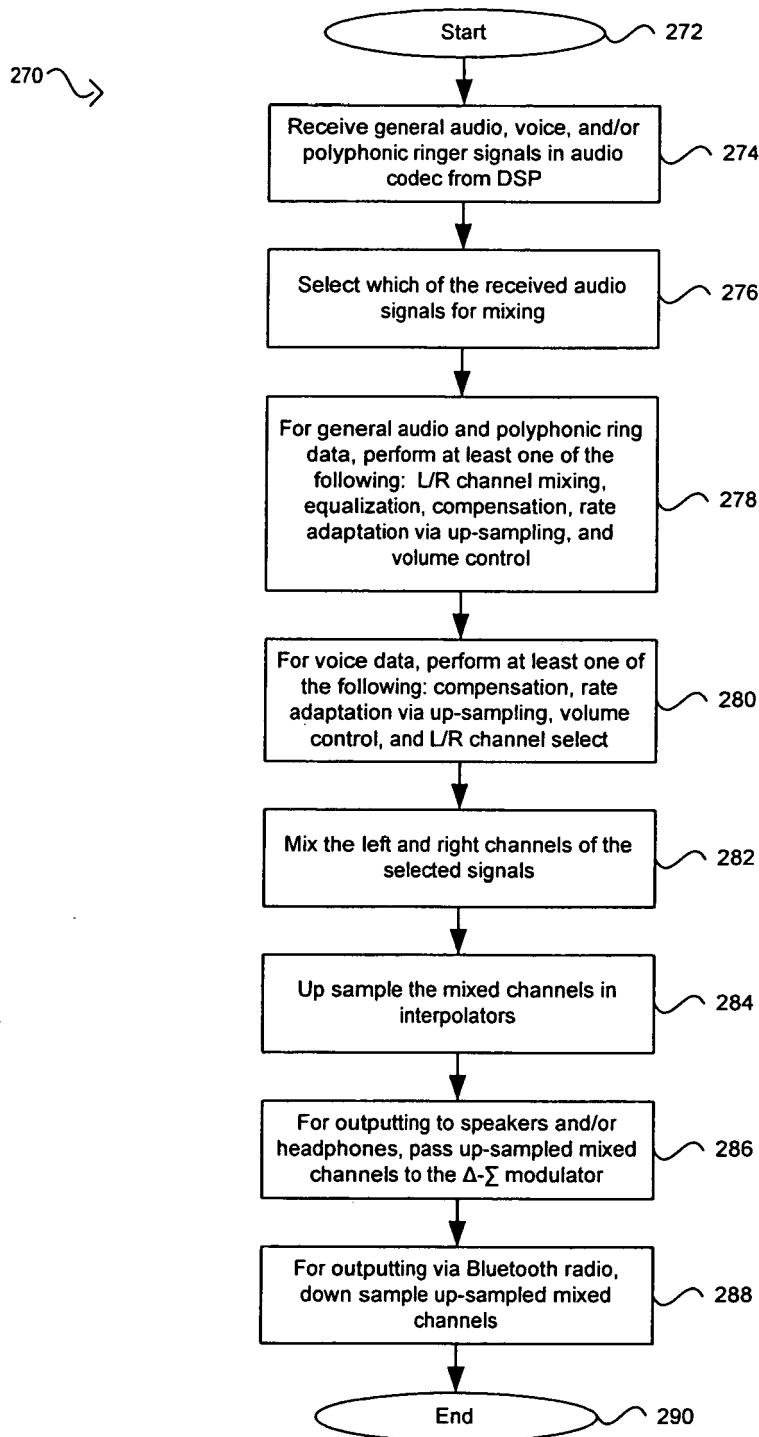 Start
272
270
Receive general audio, voice, and/or
polyphonic ringer signals in audio
codec from DSP
274
Select which of the received audio
signals for mixing
276
For general audio and polyphonic ring
data, perform at least one of the
following: L/R channel mixing,
equalization, compensation, rate
adaptation via up-sampling, and
volume control
278
For voice data, perform at least one of
the following: compensation, rate
adaptation via up-sampling, volume
control, and L/R channel select
280
Mix the left and right channels of the
selected signals
282
Up sample the mixed channels in
interpolators
284
For outputting to speakers and/or
headphones, pass up-sampled mixed
channels to the Δ-∑ modulator
286
For outputting via Bluetooth radio,
down sample up-sampled mixed
channels
288
End
290